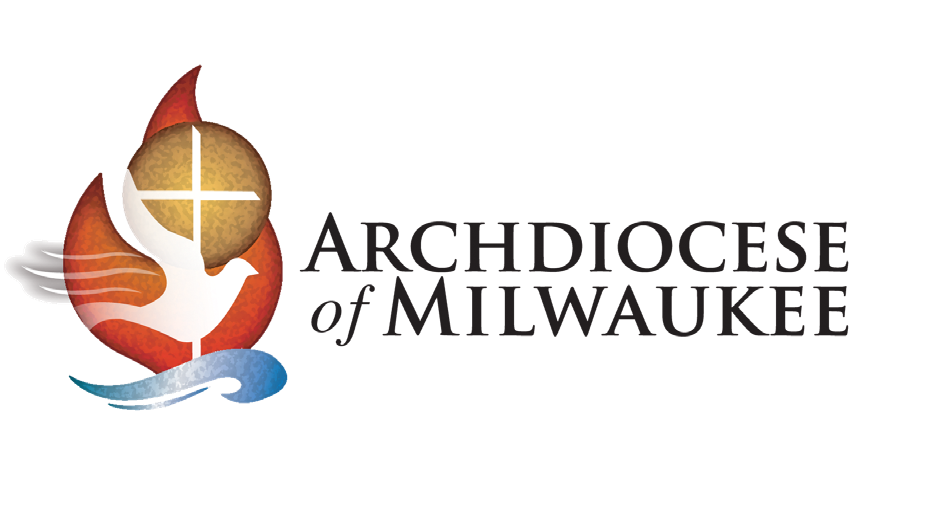 ARCHDIOCESE
of MILWAUKEE